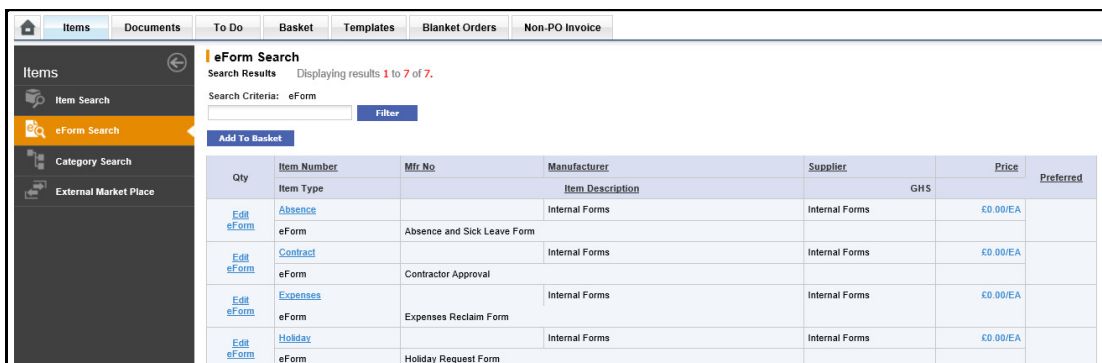 Items Documents To Do Basket Templates Blanket Orders Non-PO Invoice
Items
Item Search
eForm Search
Category Search
External Market Place
eForm Search
Search Results Displaying results 1 to 7 of 7.
Search Criteria: eForm
Filter
Add To Basket
Qty Item Number Mfr No Manufacturer Supplier Price Preferred
Item Type Item Description GHS
Edit eForm Absence Internal Forms Internal Forms £0.00/EA
eForm Absence and Sick Leave Form
Edit eForm Contract Internal Forms Internal Forms £0.00/EA
eForm Contractor Approval
Edit eForm Expenses Internal Forms Internal Forms £0.00/EA
eForm Expenses Reclaim Form
Edit eForm Holiday Internal Forms Internal Forms £0.00/EA
eForm Holiday Request Form